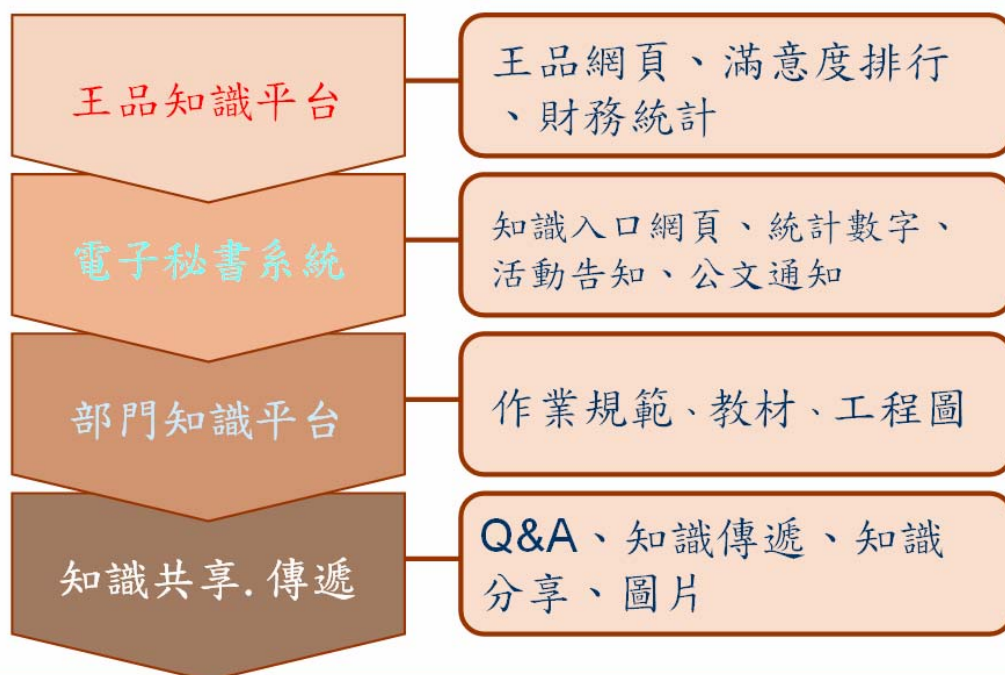 王品知識平台
王品網頁、滿意度排行
、財務統計
電子秘書系統
知識入口網頁、統計數字、
活動告知、公文通知
部門知識平台
作業規範、教材、工程圖
知識共享.傳遞
Q&A、知識傳遞、知識
分享、圖片